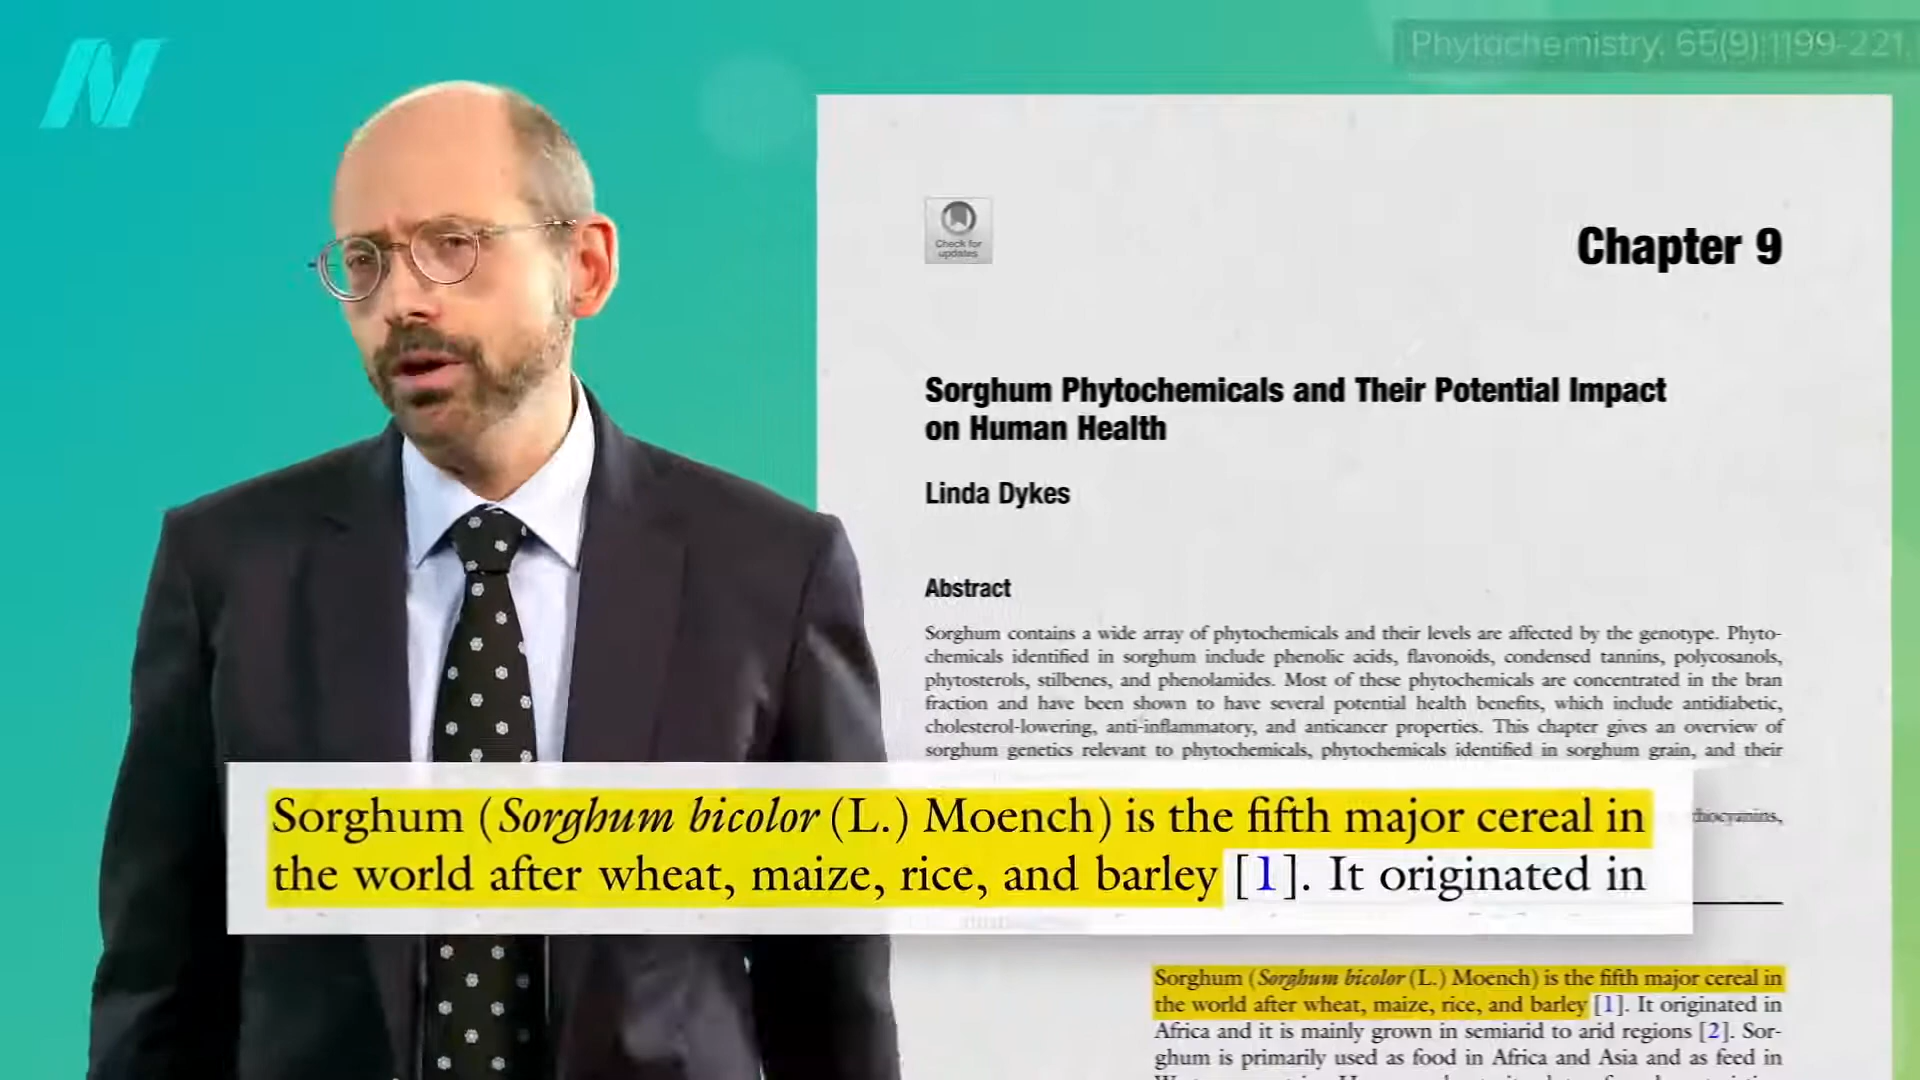 Phytochemistry. 65(9):1199-221.
Check for
updates
Chapter 9
Sorghum Phytochemicals and Their Potential Impact
on Human Health
Linda Dykes
Abstract
Sorghum contains a wide array of phytochemicals and their levels are affected by the genotype. Phyto-
chemicals identified in sorghum include phenolic acids, flavonoids, condensed tannins, polycosanols,
phytosterols, stilbenes, and phenolamides. Most of these phytochemicals are concentrated in the bran
fraction and have been shown to have several potential health benefits, which include antidiabetic,
cholesterol-lowering, anti-inflammatory, and anticancer properties. This chapter gives an overview of
sorghum genetics relevant to phytochemicals, phytochemicals identified in sorghum grain, and their
Sorghum (Sorghum bicolor (L.) Moench) is the fifth major cereal in
the world after wheat, maize, rice, and barley [1]. It originated in
Sorghum (Sorghum bicolor (L.) Moench) is the fifth major cereal in
the world after wheat, maize, rice, and barley [1]. It originated in
Africa and it is mainly grown in semiarid to arid regions [2]. Sor-
ghum is primarily used as food in Africa and Asia and as feed in